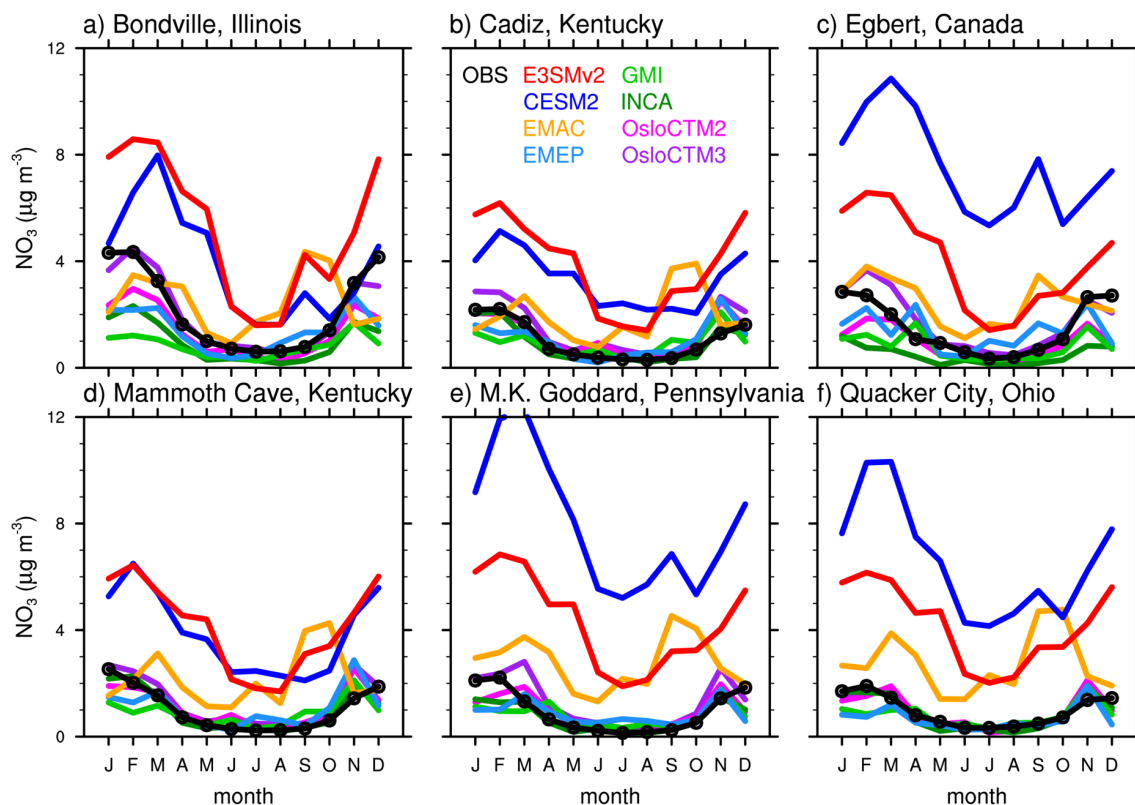 a) Bondville, Illinois
b) Cadiz, Kentucky
c) Egbert, Canada
12
8
4
0
NO3 (µg m-3)
OBS E3SMv2 GMI
CESM2 INCA
EMAC OsloCTM2
EMEP OsloCTM3
d) Mammoth Cave, Kentucky
e) M.K. Goddard, Pennsylvania
f) Quacker City, Ohio
12
8
4
0
NO3 (µg m-3)
J F M A M J J A S O N D
J F M A M J J A S O N D
J F M A M J J A S O N D
month
month
month